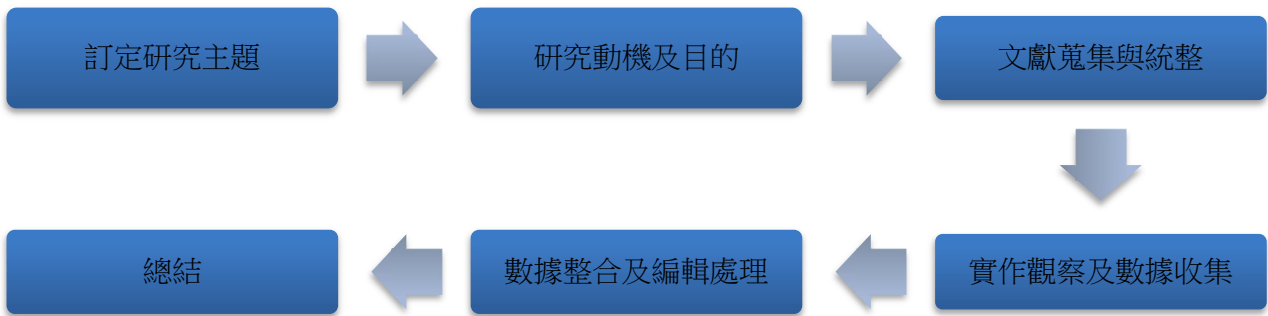 訂定研究主題
研究動機及目的
文獻蒐集與統整
實作觀察及數據收集
數據整合及編輯處理
總結